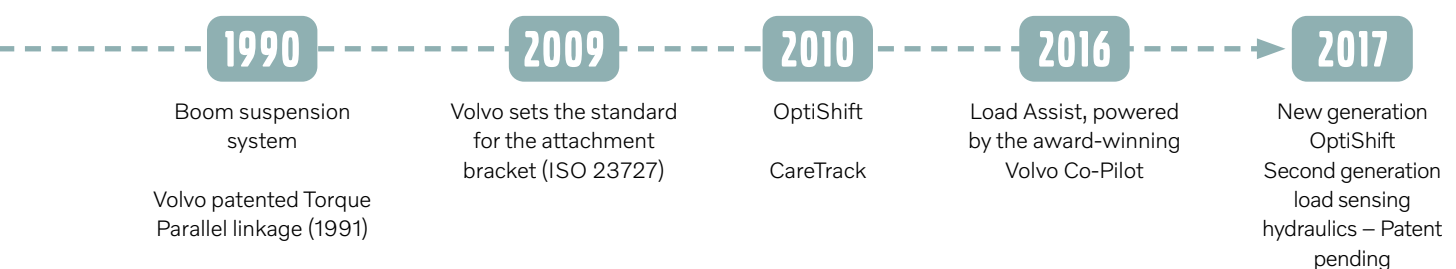 1990
Boom suspension
system
Volvo patented Torque
Parallel linkage (1991)
2009
Volvo sets the standard
for the attachment
bracket (ISO 23727)
2010
OptiShift
CareTrack
2016
Load Assist, powered
by the award-winning
Volvo Co-Pilot
2017
New generation
OptiShift
Second generation
load sensing
hydraulics – Patent
pending